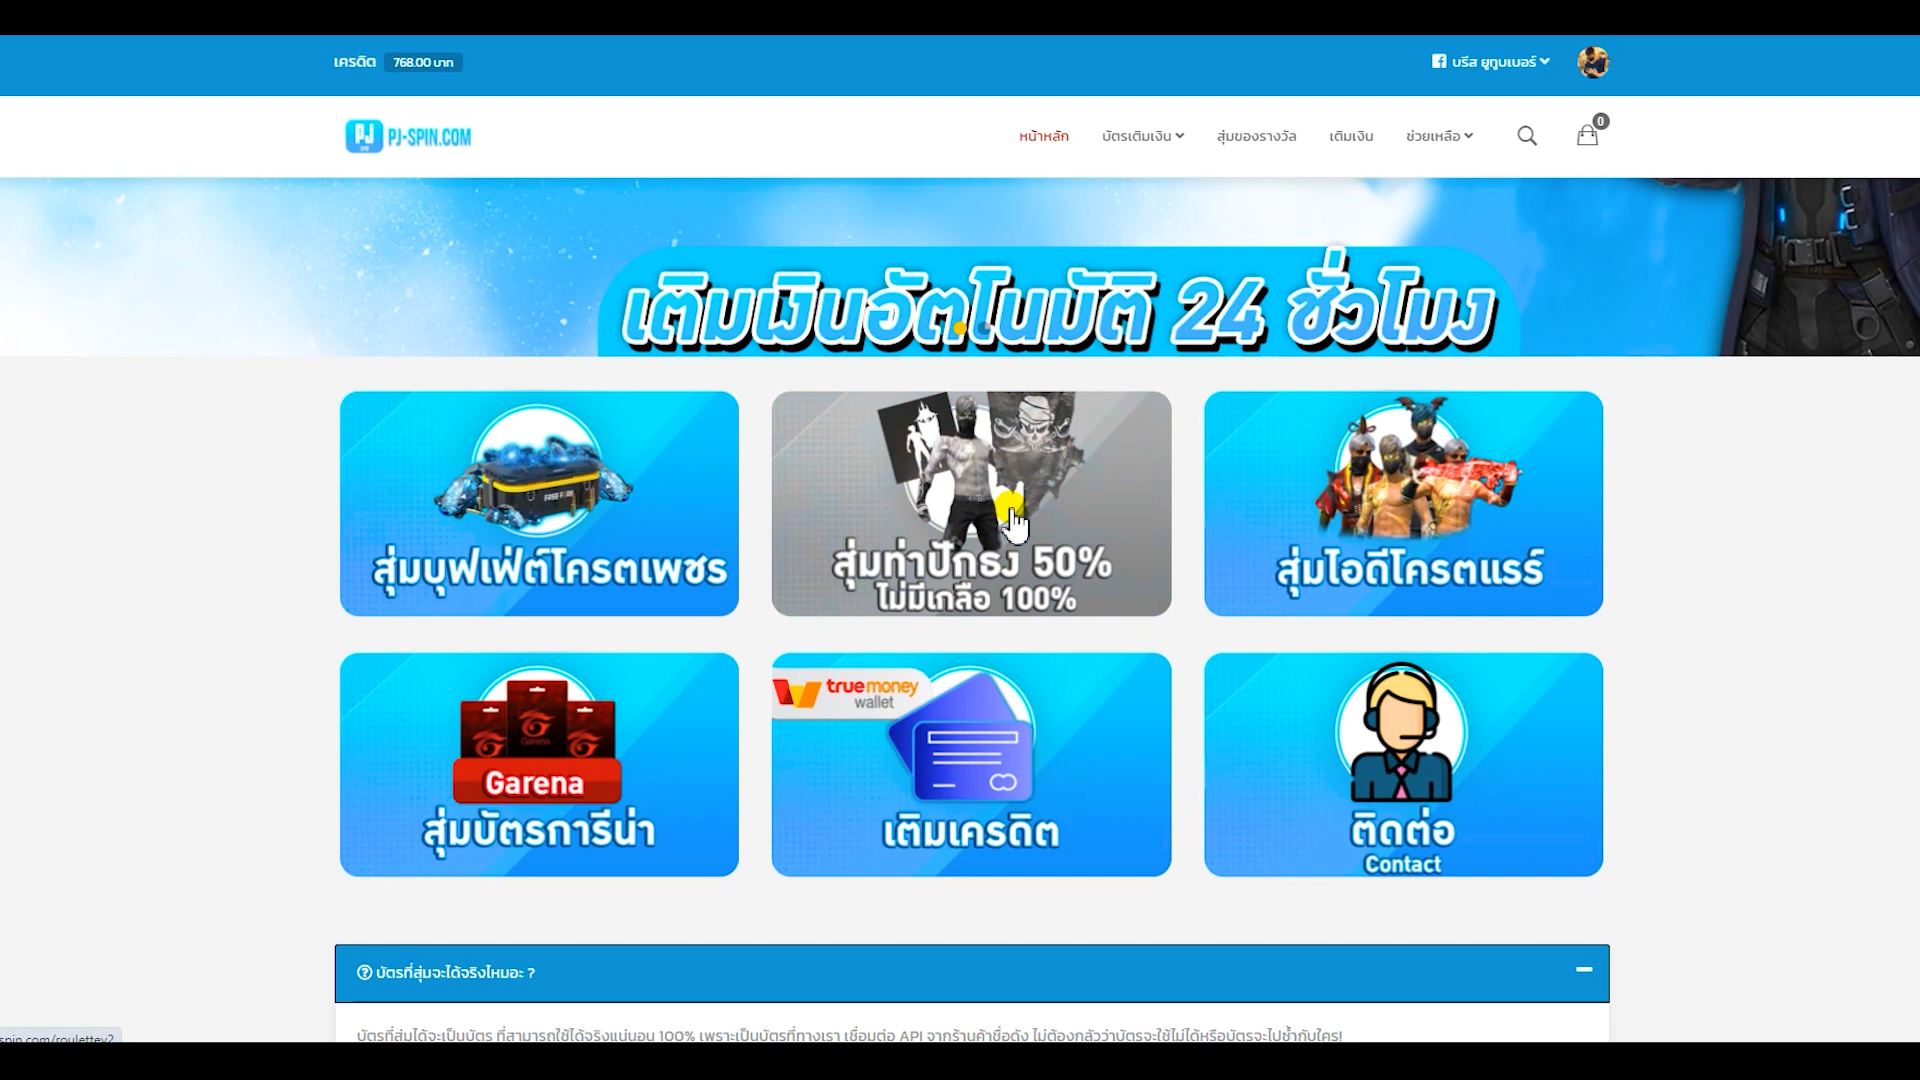 เครดิต 768.00 บาท
บรีส ยูทูบเบอร์
PJ PJ-SPIN.COM
หน้าหลัก บัตรเติมเงิน สุ่มของรางวัล เติมเงิน ช่วยเหลือ 0
เติมเงินอัตโนมัติ 24 ชั่วโมง
FREE FIRE
สุ่มบุฟเฟ่ต์โครตเพชร
สุ่มท่าปักธง 50%
ไม่มีเกลือ 100%
สุ่มไอดีโครตแรร์
Garena
Garena
สุ่มบัตรการีน่า
truemoney
wallet
เติมเครดิต
ติดต่อ
Contact
บัตรที่สุ่มจะได้จริงไหมอะ ?
บัตรที่สุ่มได้จะเป็นบัตร ที่สามารถใช้ได้จริงแน่นอน 100% เพราะเป็นบัตรที่ทางเรา เชื่อมต่อ API จากร้านค้าชื่อดัง ไม่ต้องกลัวว่าบัตรจะใช้ไม่ได้หรือบัตรจะไปซ้ำกับใคร!
spin.com/roulettev2